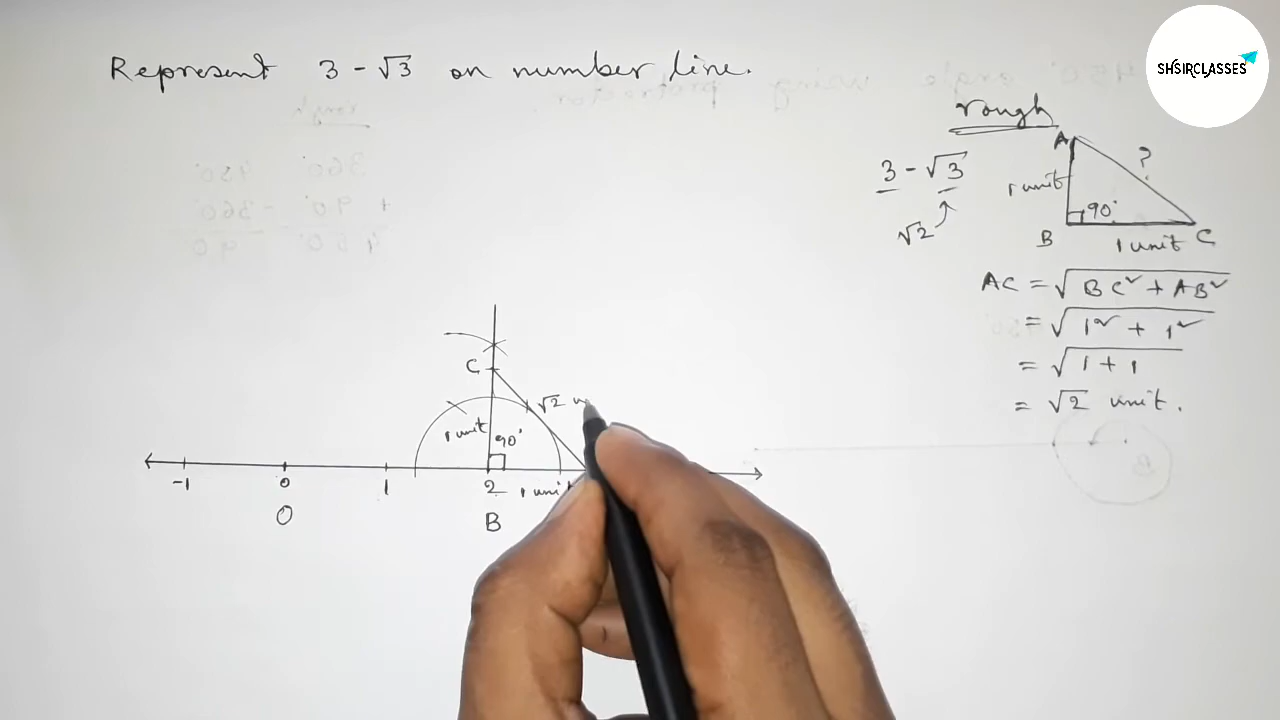 Represent 3 - √3 on number line.
SHSIRCLASSES
rough
3 - √3
√2
A
?
1 unit
90°
B
1 unit
C
AC = √BC² + AB²
= √1² + 1²
= √1 + 1
= √2 unit.
C
√2
1 unit
90°
-1 0 1 2 1 unit
O B